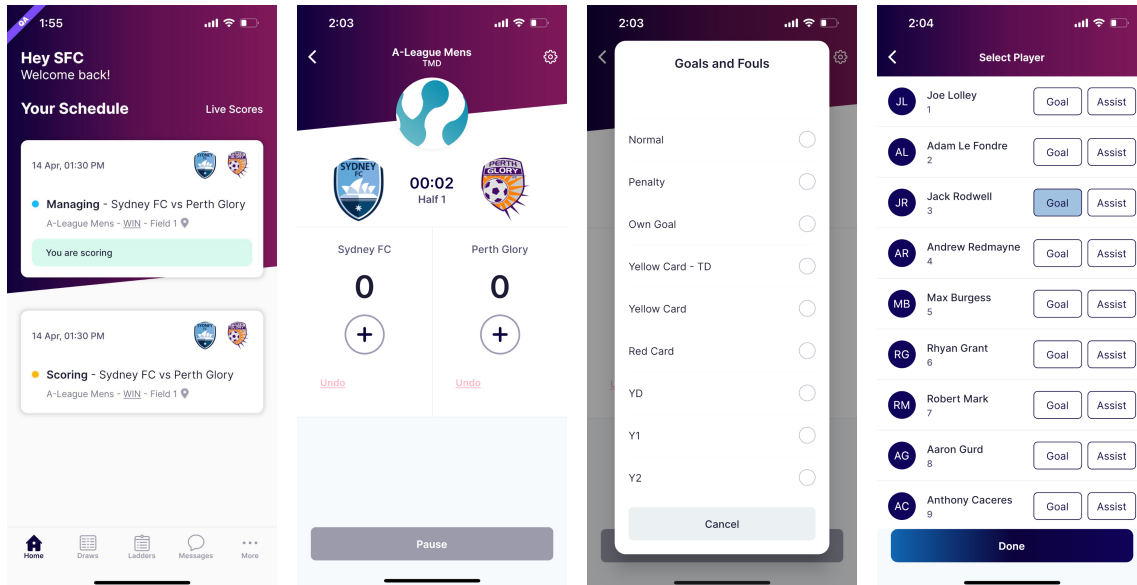 QA
1:55
Hey SFC
Welcome back!
Your Schedule
Live Scores
14 Apr, 01:30 PM
Managing - Sydney FC vs Perth Glory
A-League Mens - WIN - Field 1
You are scoring
14 Apr, 01:30 PM
Scoring - Sydney FC vs Perth Glory
A-League Mens - WIN - Field 1
Home
Draws
Ladders
Messages
More
2:03
A-League Mens
TMD
SYDNEY
FC
PERTH
GLORY
00:02
Half 1
Sydney FC
Perth Glory
0
0
+
+
Undo
Undo
Pause
2:03
Goals and Fouls
Normal
Penalty
Own Goal
Yellow Card - TD
Yellow Card
Red Card
YD
Y1
Y2
Cancel
2:04
Select Player
JL
Joe Lolley
1
Goal
Assist
AL
Adam Le Fondre
2
Goal
Assist
JR
Jack Rodwell
3
Goal
Assist
AR
Andrew Redmayne
4
Goal
Assist
MB
Max Burgess
5
Goal
Assist
RG
Rhyan Grant
6
Goal
Assist
RM
Robert Mark
7
Goal
Assist
AG
Aaron Gurd
8
Goal
Assist
AC
Anthony Caceres
9
Goal
Assist
Done